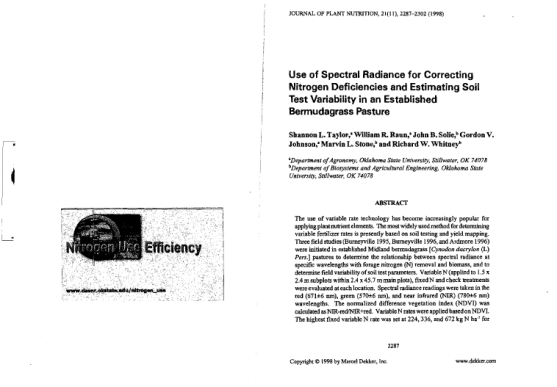 Nitrogen Use Efficiency
www.dasnr.okstate.edu/nitrogen_use
JOURNAL OF PLANT NUTRITION, 21(11), 2287-2302 (1998)
Use of Spectral Radiance for Correcting
Nitrogen Deficiencies and Estimating Soil
Test Variability in an Established
Bermudagrass Pasture
Shannon L. Taylor,ᵃ William R. Raun,ᵃ John B. Solie,ᵇ Gordon V.
Johnson,ᵃ Marvin L. Stone,ᵇ and Richard W. Whitneyᵇ
ᵃDepartment of Agronomy, Oklahoma State University, Stillwater, OK 74078
ᵇDepartment of Biosystems and Agricultural Engineering, Oklahoma State
University, Stillwater, OK 74078
ABSTRACT
The use of variable rate technology has become increasingly popular for
applying plant nutrient elements. The most widely used method for determining
variable fertilizer rates is presently based on soil testing and yield mapping.
Three field studies (Burneyville 1995, Burneyville 1996, and Ardmore 1996)
were initiated in established Midland bermudagrass [Cynodon dactylon (L)
Pers.] pastures to determine the relationship between spectral radiance at
specific wavelengths with forage nitrogen (N) removal and biomass, and to
determine field variability of soil test parameters. Variable N (applied to 1.5 x
2.4 m subplots within 2.4 x 45.7 m main plots), fixed N and check treatments
were evaluated at each location. Spectral radiance readings were taken in the
red (671±6 nm), green (570±6 nm), and near infrared (NIR) (780±6 nm)
wavelengths. The normalized difference vegetation index (NDVI) was
calculated as NIR-red/NIR+red. Variable N rates were applied based on NDVI.
The highest fixed variable N rate was set at 224, 336, and 672 kg N ha⁻¹ for
2287
Copyright © 1998 by Marcel Dekker, Inc. www.dekker.com